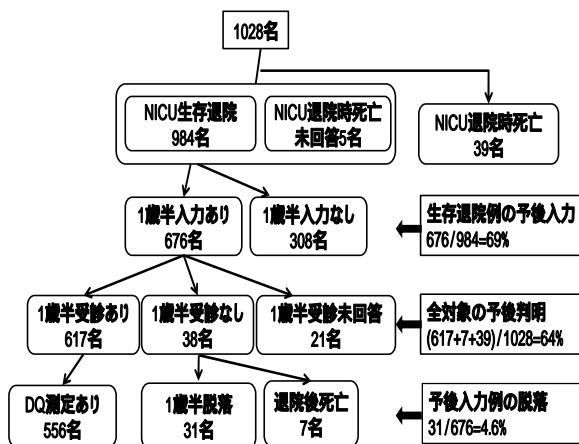 1028名
NICU生存退院
984名
NICU退院時死亡
未回答5名
NICU退院時死亡
39名
1歳半入力あり
676名
1歳半入力なし
308名
生存退院例の予後入力
676/984=69%
1歳半受診あり
617名
1歳半受診なし
38名
1歳半受診未回答
21名
全対象の予後判明
(617+7+39)/1028=64%
DQ測定あり
556名
1歳半脱落
31名
退院後死亡
7名
予後入力例の脱落
31/676=4.6%